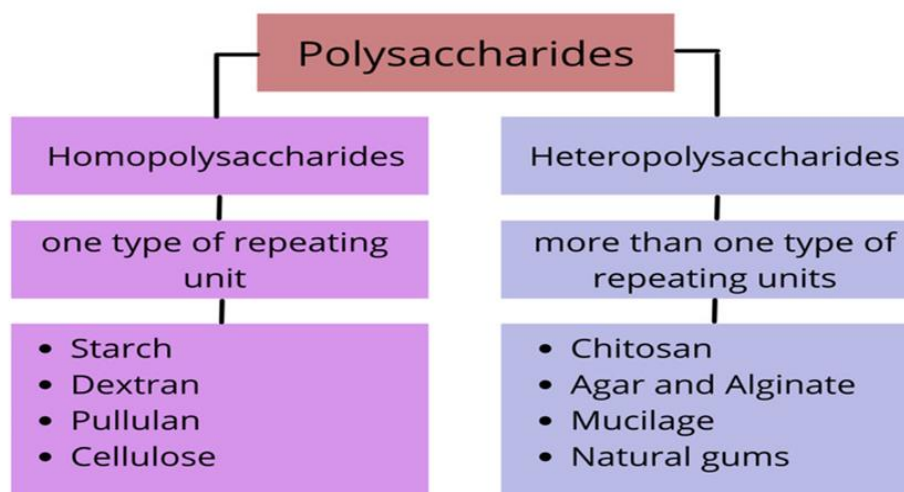 Polysaccharides
Homopolysaccharides
one type of repeating
unit
• Starch
• Dextran
• Pullulan
• Cellulose
Heteropolysaccharides
more than one type of
repeating units
• Chitosan
• Agar and Alginate
• Mucilage
• Natural gums